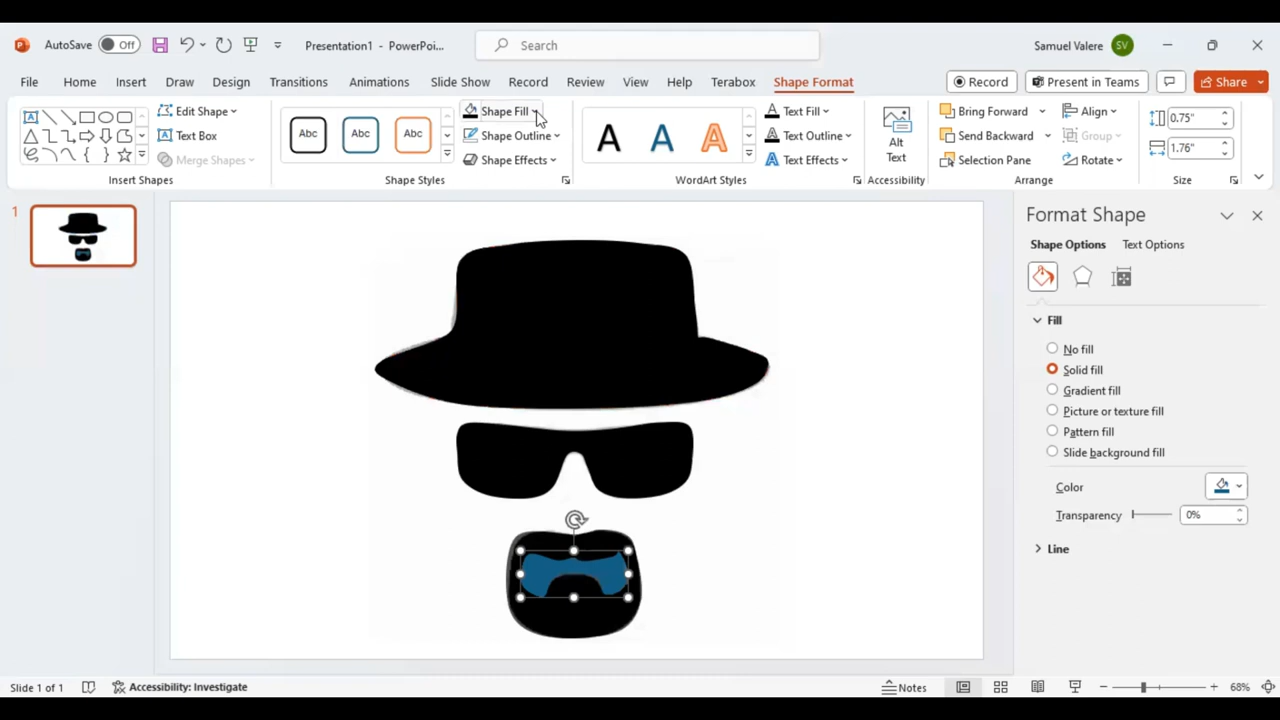 AutoSave Off Presentation1 - PowerPoi... Search Samuel Valere SV
File Home Insert Draw Design Transitions Animations Slide Show Record Review View Help Terabox Shape Format Record Present in Teams Share
Edit Shape
Text Box
Merge Shapes
Insert Shapes
Abc Abc Abc
Shape Fill
Shape Outline
Shape Effects
Shape Styles
A A A
Text Fill
Text Outline
Text Effects
WordArt Styles
Alt
Text
Accessibility
Bring Forward
Send Backward
Selection Pane
Align
Group
Rotate
Arrange
0.75"
1.76"
Size
1
Format Shape
Shape Options Text Options
Fill
No fill
Solid fill
Gradient fill
Picture or texture fill
Pattern fill
Slide background fill
Color
Transparency 0%
Line
Slide 1 of 1 Accessibility: Investigate Notes 68%